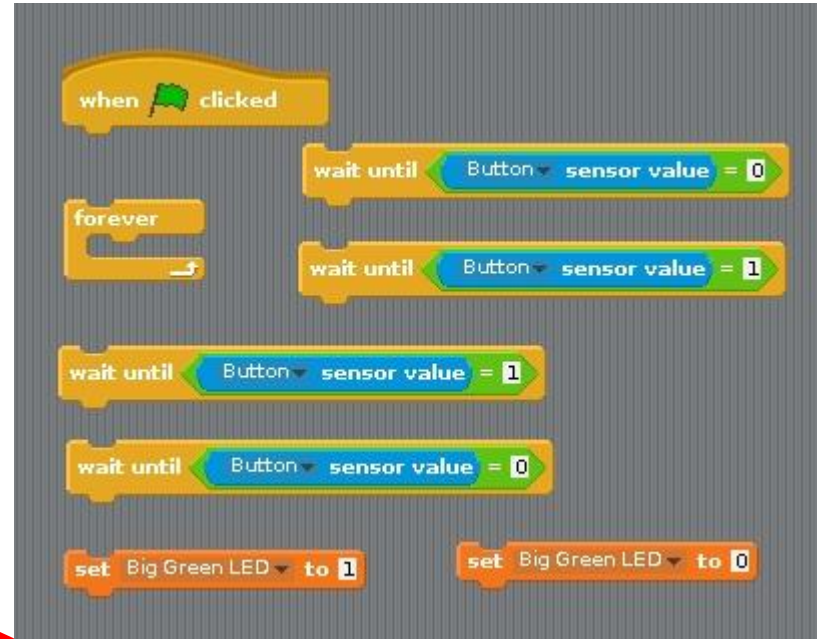 when clicked
wait until Button sensor value = 0
forever
wait until Button sensor value = 1
wait until Button sensor value = 1
wait until Button sensor value = 0
set Big Green LED to 1
set Big Green LED to 0